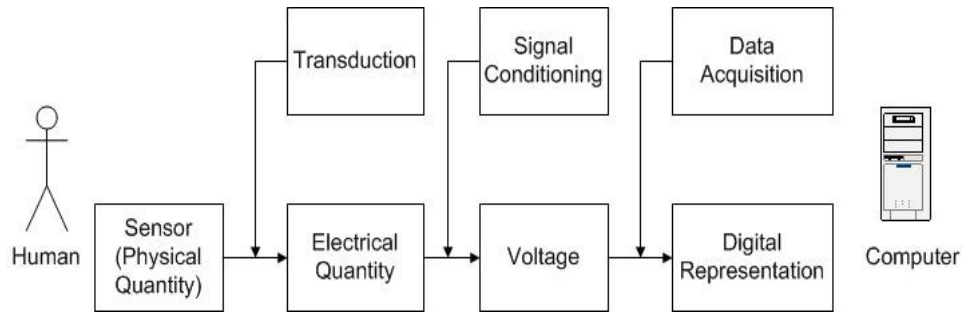 Transduction
Signal
Conditioning
Data
Acquisition
Human
Sensor
(Physical
Quantity)
Electrical
Quantity
Voltage
Digital
Representation
Computer